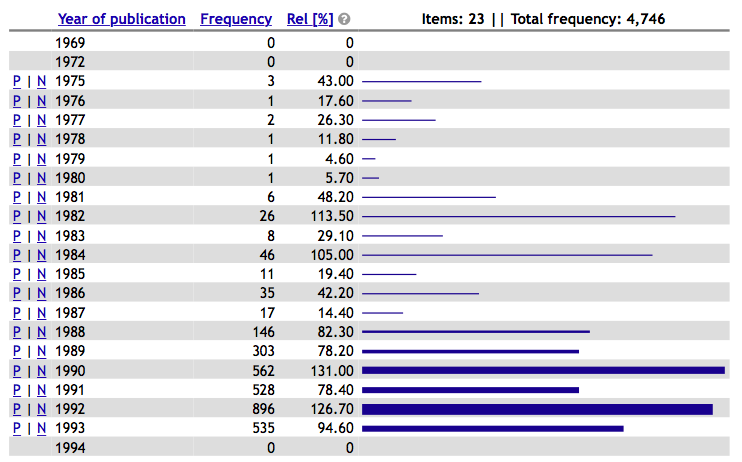 Year of publication Frequency Rel [%] ? Items: 23 || Total frequency: 4,746
1969 0 0
1972 0 0
P | N 1975 3 43.00
P | N 1976 1 17.60
P | N 1977 2 26.30
P | N 1978 1 11.80
P | N 1979 1 4.60
P | N 1980 1 5.70
P | N 1981 6 48.20
P | N 1982 26 113.50
P | N 1983 8 29.10
P | N 1984 46 105.00
P | N 1985 11 19.40
P | N 1986 35 42.20
P | N 1987 17 14.40
P | N 1988 146 82.30
P | N 1989 303 78.20
P | N 1990 562 131.00
P | N 1991 528 78.40
P | N 1992 896 126.70
P | N 1993 535 94.60
1994 0 0